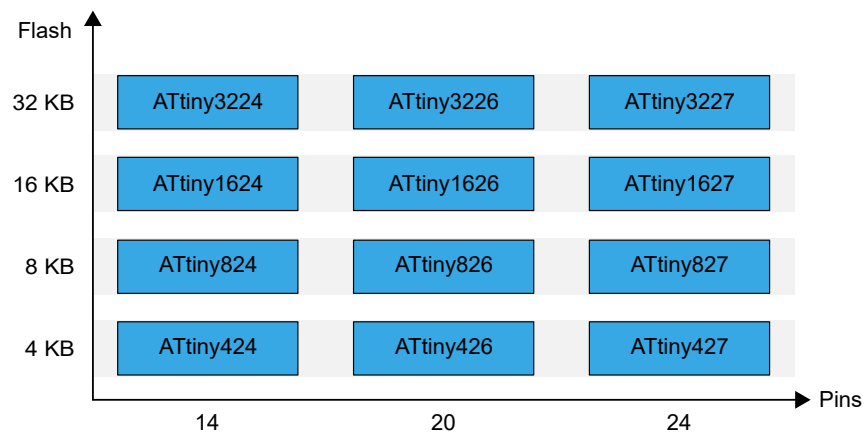 Flash
32 KB ATtiny3224 ATtiny3226 ATtiny3227
16 KB ATtiny1624 ATtiny1626 ATtiny1627
8 KB ATtiny824 ATtiny826 ATtiny827
4 KB ATtiny424 ATtiny426 ATtiny427
Pins
14 20 24